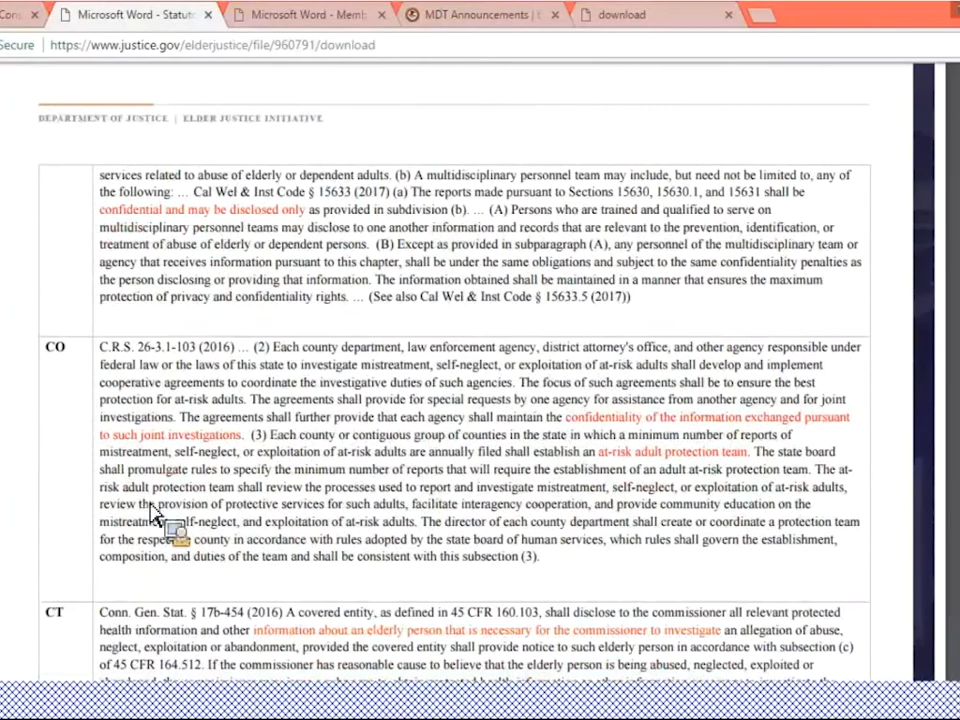 Cons
Microsoft Word - Statut
Microsoft Word - Memb
MDT Announcements | E
download
Secure | https://www.justice.gov/elderjustice/file/960791/download
DEPARTMENT OF JUSTICE | ELDER JUSTICE INITIATIVE
services related to abuse of elderly or dependent adults. (b) A multidisciplinary personnel team may include, but need not be limited to, any of
the following: … Cal Wel & Inst Code § 15633 (2017) (a) The reports made pursuant to Sections 15630, 15630.1, and 15631 shall be
confidential and may be disclosed only as provided in subdivision (b). … (A) Persons who are trained and qualified to serve on
multidisciplinary personnel teams may disclose to one another information and records that are relevant to the prevention, identification, or
treatment of abuse of elderly or dependent persons. (B) Except as provided in subparagraph (A), any personnel of the multidisciplinary team or
agency that receives information pursuant to this chapter, shall be under the same obligations and subject to the same confidentiality penalties as
the person disclosing or providing that information. The information obtained shall be maintained in a manner that ensures the maximum
protection of privacy and confidentiality rights. … (See also Cal Wel & Inst Code § 15633.5 (2017))
CO
C.R.S. 26-3.1-103 (2016) … (2) Each county department, law enforcement agency, district attorney's office, and other agency responsible under
federal law or the laws of this state to investigate mistreatment, self-neglect, or exploitation of at-risk adults shall develop and implement
cooperative agreements to coordinate the investigative duties of such agencies. The focus of such agreements shall be to ensure the best
protection for at-risk adults. The agreements shall provide for special requests by one agency for assistance from another agency and for joint
investigations. The agreements shall further provide that each agency shall maintain the confidentiality of the information exchanged pursuant
to such joint investigations. (3) Each county or contiguous group of counties in the state in which a minimum number of reports of
mistreatment, self-neglect, or exploitation of at-risk adults are annually filed shall establish an at-risk adult protection team. The state board
shall promulgate rules to specify the minimum number of reports that will require the establishment of an adult at-risk protection team. The at-
risk adult protection team shall review the processes used to report and investigate mistreatment, self-neglect, or exploitation of at-risk adults,
review the provision of protective services for such adults, facilitate interagency cooperation, and provide community education on the
mistreatm lf-neglect, and exploitation of at-risk adults. The director of each county department shall create or coordinate a protection team
for the respe county in accordance with rules adopted by the state board of human services, which rules shall govern the establishment,
composition, and duties of the team and shall be consistent with this subsection (3).
CT
Conn. Gen. Stat. § 17b-454 (2016) A covered entity, as defined in 45 CFR 160.103, shall disclose to the commissioner all relevant protected
health information and other information about an elderly person that is necessary for the commissioner to investigate an allegation of abuse,
neglect, exploitation or abandonment, provided the covered entity shall provide notice to such elderly person in accordance with subsection (c)
of 45 CFR 164.512. If the commissioner has reasonable cause to believe that the elderly person is being abused, neglected, exploited or